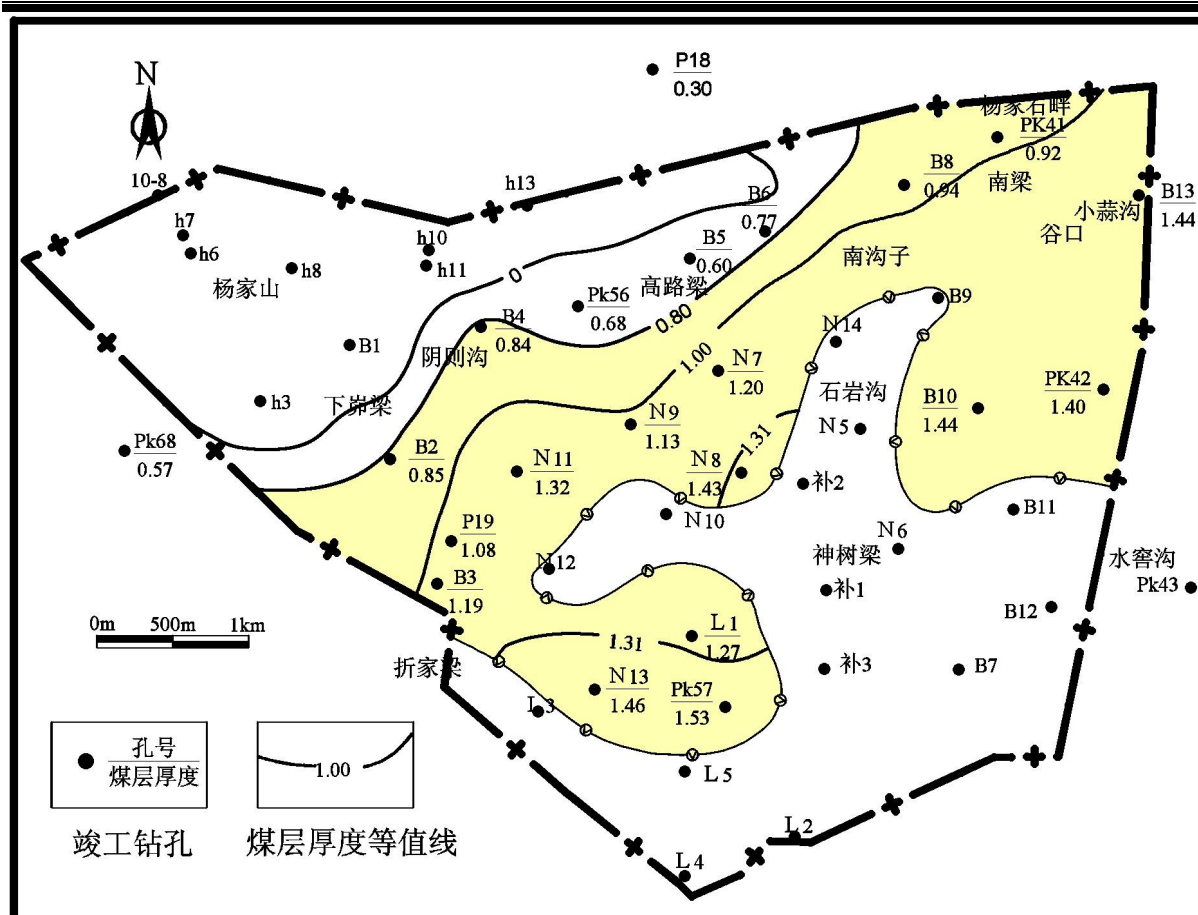 P18
0.30
N
杨家石畔
PK41
0.92
10-8
h13
B8
0.94
南梁
B6
0.77
B13
1.44
小蒜沟
谷口
h7
h6
h10
h11
h8
B5
0.60
南沟子
杨家山
0
高路梁
Pk56
0.68
B9
B4
0.84
0.80
N14
B1
阴则沟
1.00
N7
1.20
石岩沟
PK42
1.40
h3
下峁梁
B10
1.44
N9
1.13
N5
1.31
Pk68
0.57
B2
0.85
N11
1.32
N8
1.43
补2
N10
B11
P19
1.08
N6
神树梁
N12
水窖沟
B3
1.19
补1
Pk43
B12
0m 500m 1km
L1
1.27
1.31
折家梁
N13
1.46
Pk57
1.53
补3
B7
L3
L5
孔号
煤层厚度
1.00
竣工钻孔
煤层厚度等值线
L2
L4